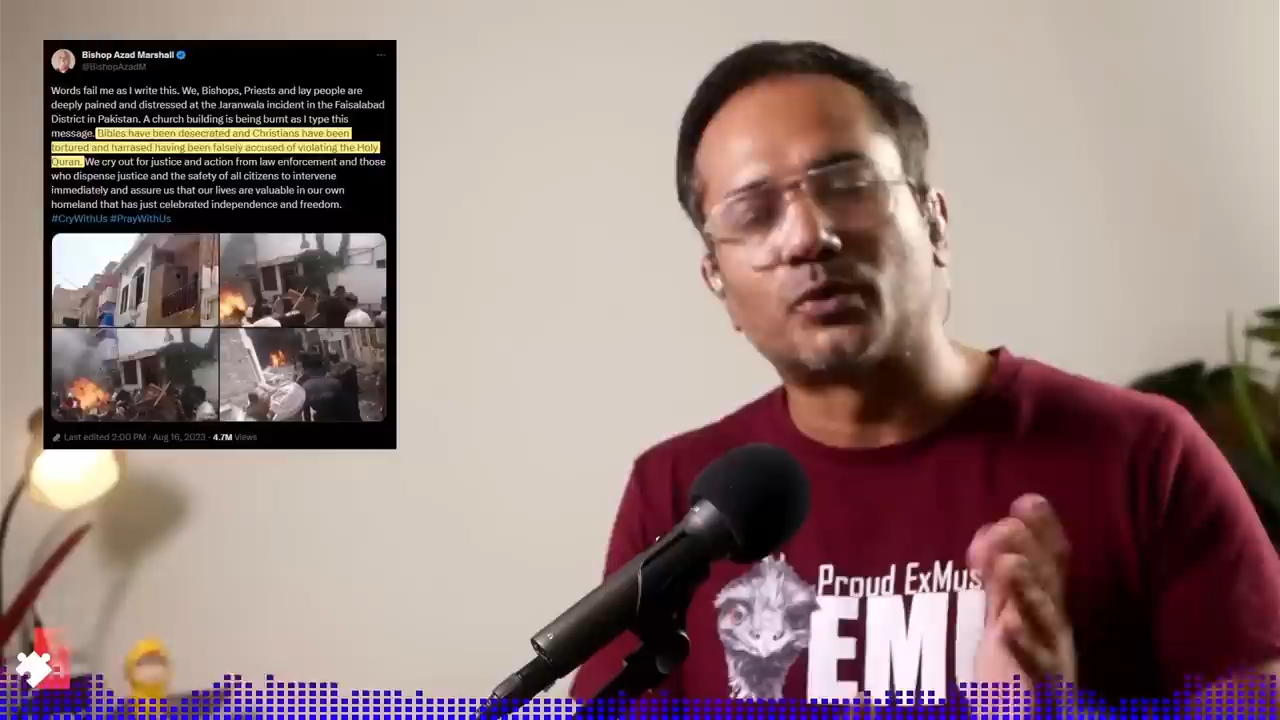 Bishop Azad Marshall
@BishopAzadM
Words fail me as I write this. We, Bishops, Priests and lay people are
deeply pained and distressed at the Jaranwala incident in the Faisalabad
District in Pakistan. A church building is being burnt as I type this
message. Bibles have been desecrated and Christians have been
tortured and harrased having been falsely accused of violating the Holy
Quran. We cry out for justice and action from law enforcement and those
who dispense justice and the safety of all citizens to intervene
immediately and assure us that our lives are valuable in our own
homeland that has just celebrated independence and freedom.
#CryWithUs #PrayWithUs
Last edited 2:00 PM · Aug 16, 2023 · 4.7M Views
Proud ExMus
EM